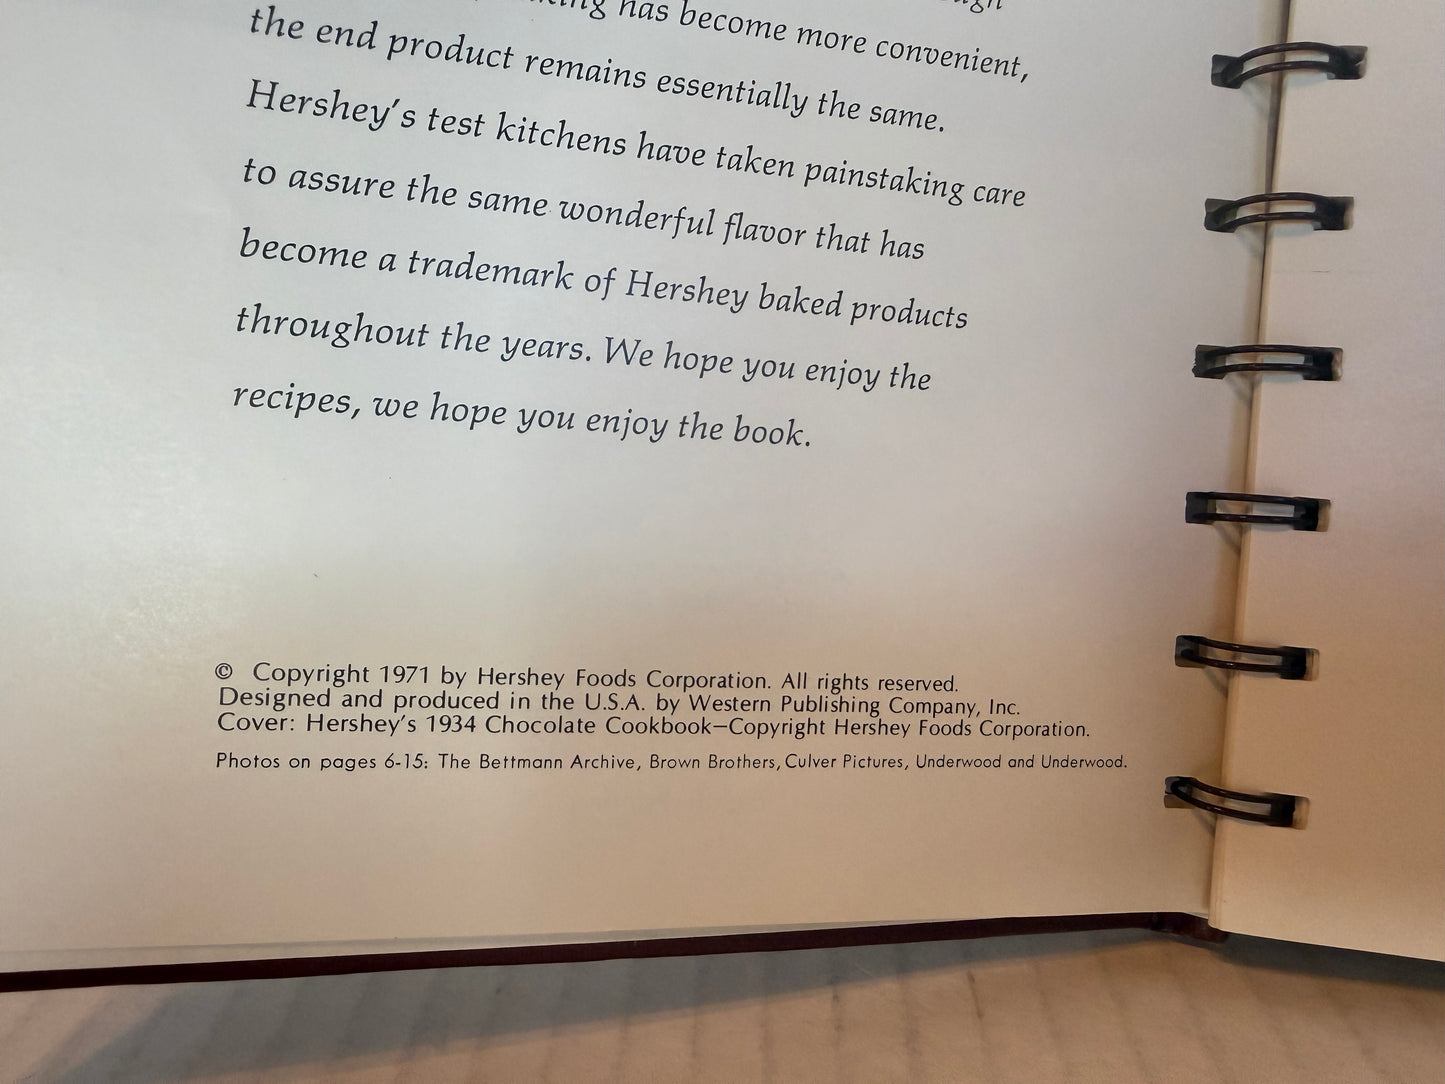 has become more convenient,
the end product remains essentially the same.
Hershey's test kitchens have taken painstaking care
to assure the same wonderful flavor that has
become a trademark of Hershey baked products
throughout the years. We hope you enjoy the
recipes, we hope you enjoy the book.
© Copyright 1971 by Hershey Foods Corporation. All rights reserved.
Designed and produced in the U.S.A. by Western Publishing Company, Inc.
Cover: Hershey's 1934 Chocolate Cookbook—Copyright Hershey Foods Corporation.
Photos on pages 6-15: The Bettmann Archive, Brown Brothers, Culver Pictures, Underwood and Underwood.